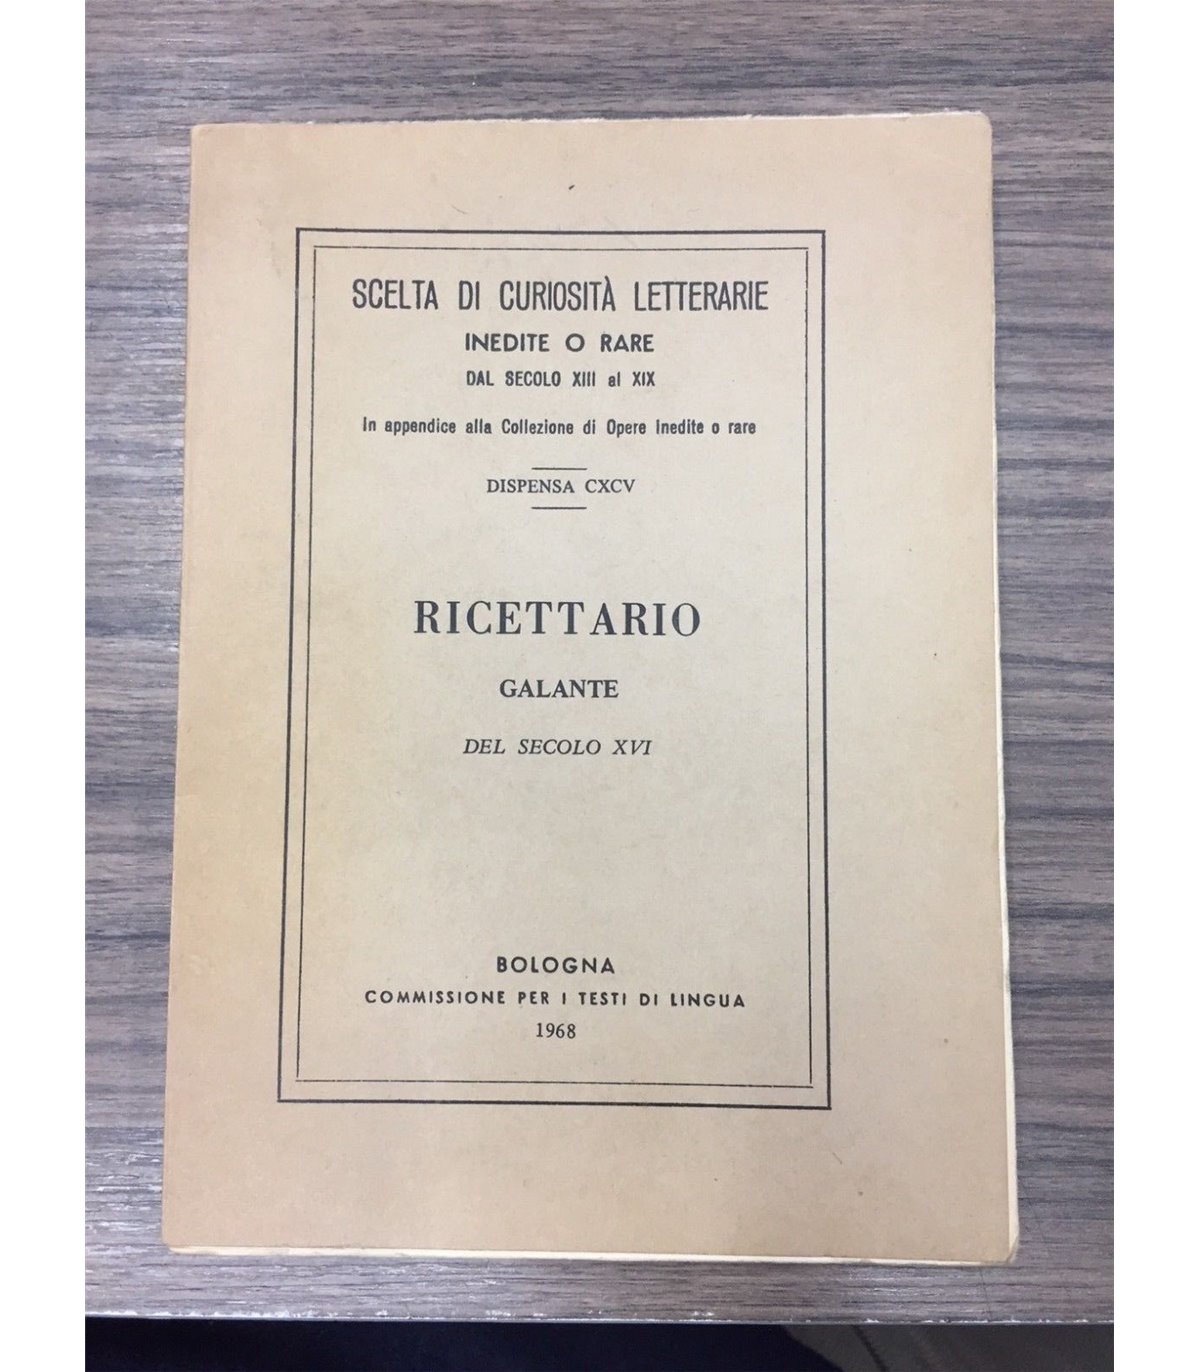 SCELTA DI CURIOSITÀ LETTERARIE
INEDITE O RARE
DAL SECOLO XIII al XIX
In appendice alla Collezione di Opere Inedite o rare
DISPENSA CXCV
RICETTARIO
GALANTE
DEL SECOLO XVI
BOLOGNA
COMMISSIONE PER I TESTI DI LINGUA
1968